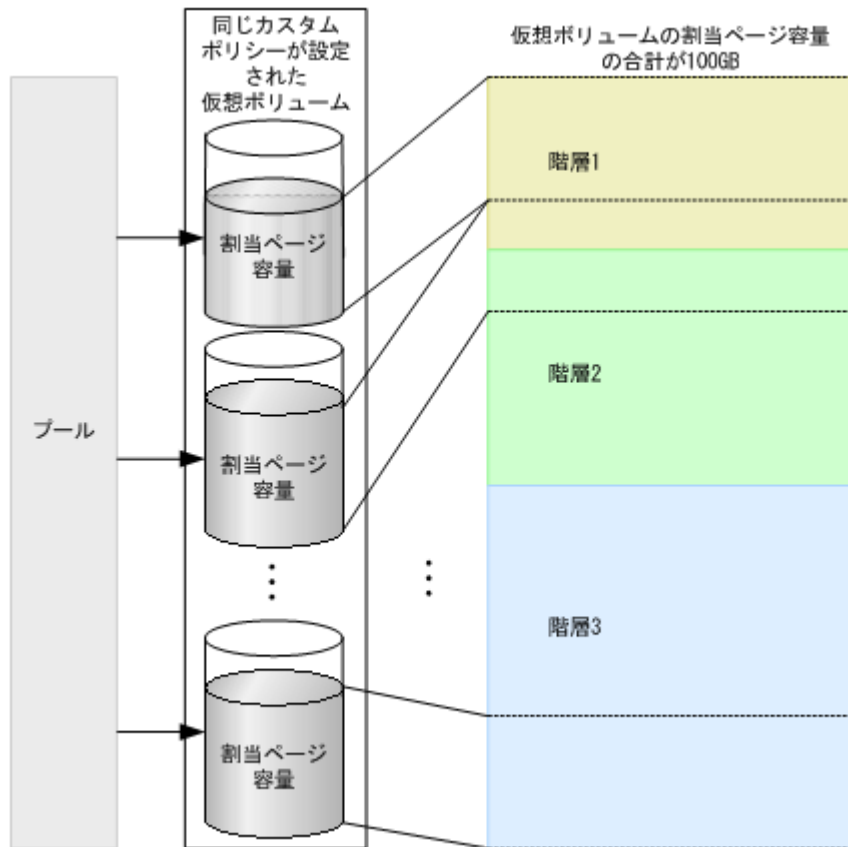 同じカスタム
ポリシーが設定
された
仮想ボリューム
仮想ボリュームの割当ページ容量
の合計が100GB
プール
割当ページ
容量
割当ページ
容量
割当ページ
容量
階層1
階層2
階層3